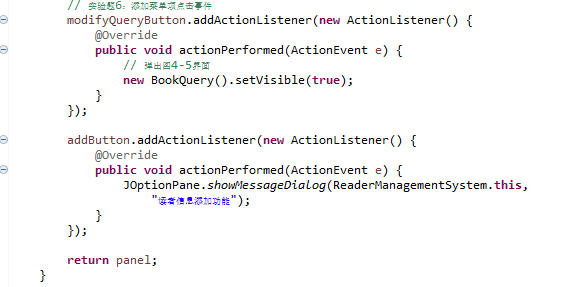 // 实验题6：添加菜单项点击事件
modifyQueryButton.addActionListener(new ActionListener() {
@Override
public void actionPerformed(ActionEvent e) {
// 弹出图4-5界面
new BookQuery().setVisible(true);
}
});
addButton.addActionListener(new ActionListener() {
@Override
public void actionPerformed(ActionEvent e) {
JOptionPane.showMessageDialog(ReaderManagementSystem.this,
"读者信息添加功能");
}
});
return panel;
}